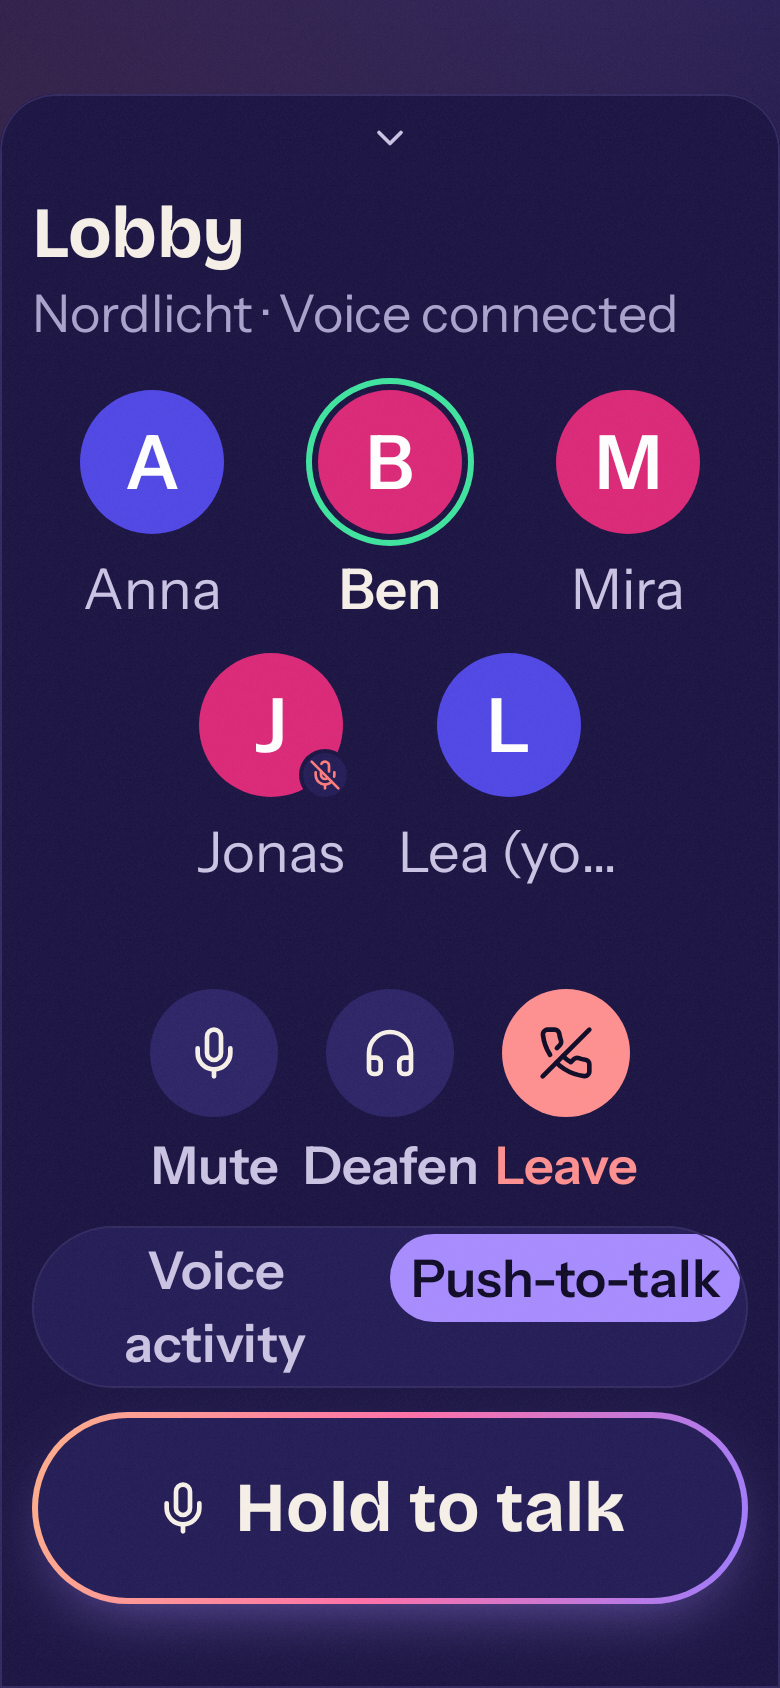 Lobby
Nordlicht · Voice connected
A B M
Anna Ben Mira
J L
Jonas Lea (yo...
Mute Deafen Leave
Voice activity
Push-to-talk
Hold to talk